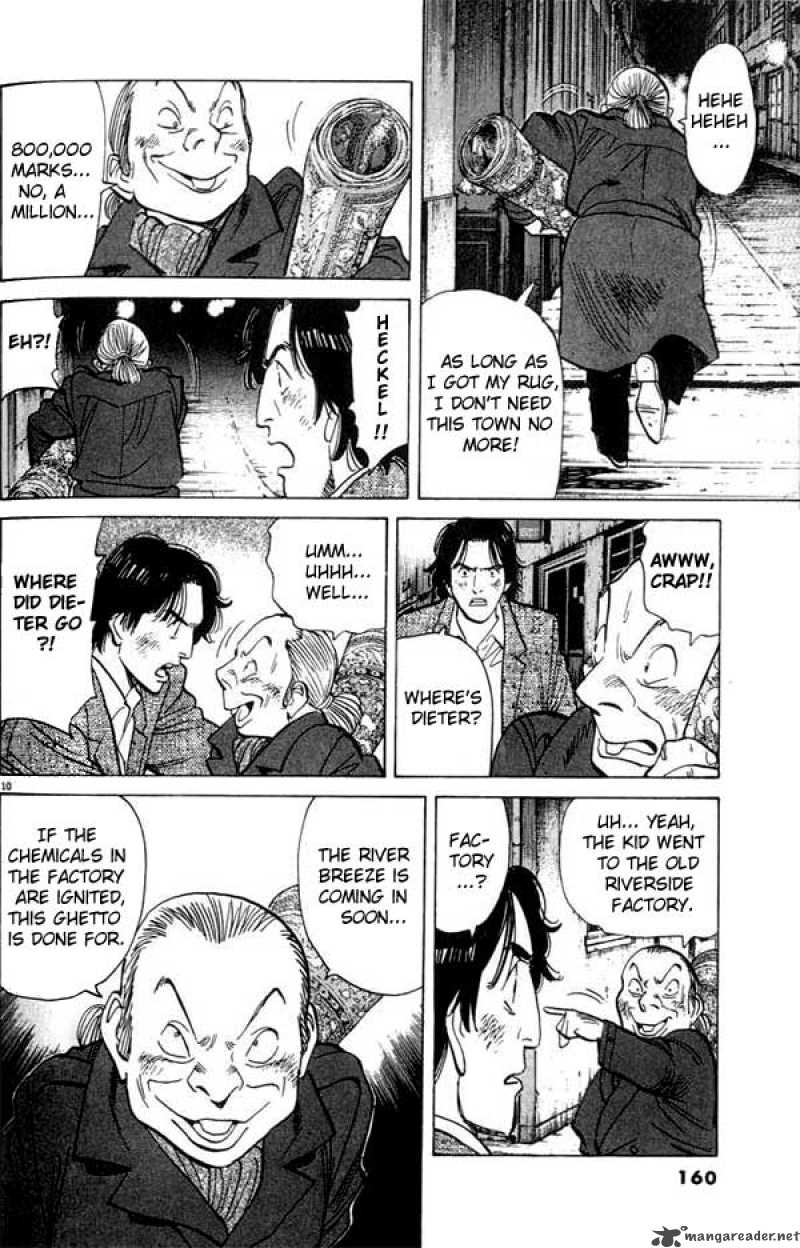 HEHE
HEHEH
...
AS LONG AS
I GOT MY RUG,
I DON'T NEED
THIS TOWN NO
MORE!
800,000
MARKS...
NO, A
MILLION...
HECKEL!!
EH?!
AWWW,
CRAP!!
WHERE'S
DIETER?
UMM...
UHHH...
WELL...
WHERE
DID DIE-
TER GO
?!
10
UH... YEAH,
THE KID WENT
TO THE OLD
RIVERSIDE
FACTORY.
FAC-
TORY
...?
THE RIVER
BREEZE IS
COMING IN
SOON...
IF THE
CHEMICALS IN
THE FACTORY
ARE IGNITED,
THIS GHETTO
IS DONE FOR.
160
mangareader.net